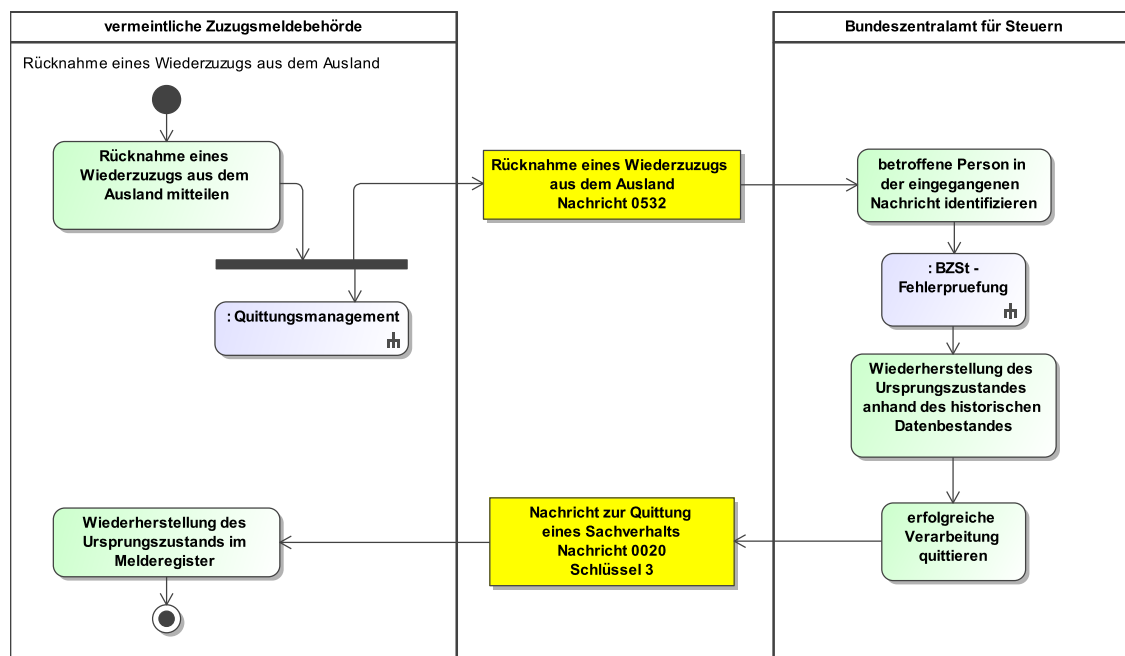 vermeintliche Zuzugsmeldebehörde
Bundeszentralamt für Steuern
Rücknahme eines Wiederzuzugs aus dem Ausland
Rücknahme eines
Wiederzuzugs aus dem
Ausland mitteilen
Rücknahme eines Wiederzuzugs
aus dem Ausland
Nachricht 0532
betroffene Person in
der eingegangenen
Nachricht identifizieren
: BZSt -
Fehlerpruefung
: Quittungsmanagement
Wiederherstellung des
Ursprungszustandes
anhand des historischen
Datenbestandes
erfolgreiche
Verarbeitung
quittieren
Nachricht zur Quittung
eines Sachverhalts
Nachricht 0020
Schlüssel 3
Wiederherstellung des
Ursprungszustands im
Melderegister